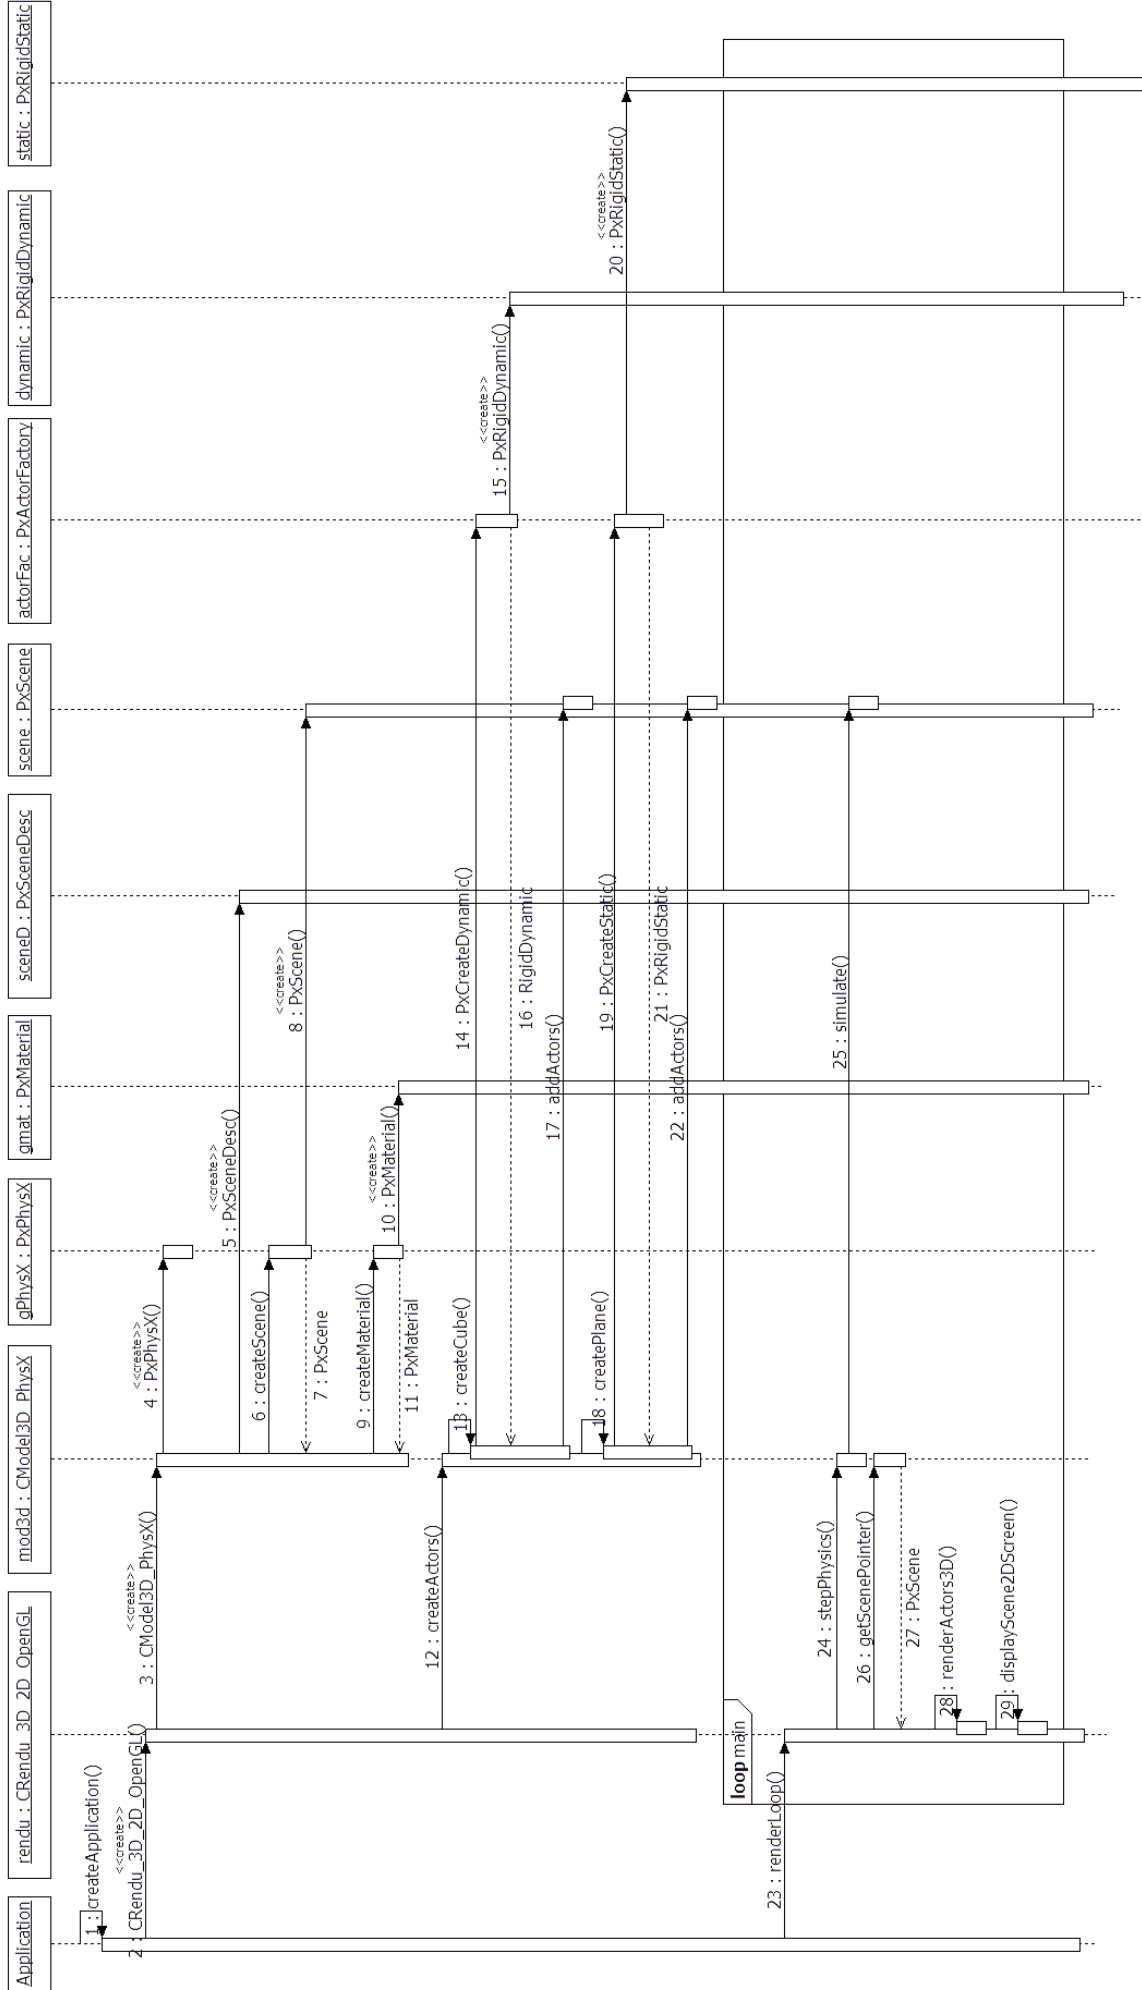 Application
rendu : CRendu_3D_2D_OpenGL
mod3d : CModel3D_PhysX
gPhysX : PxPhysX
gmat : PxMaterial
sceneD : PxSceneDesc
scene : PxScene
actorFac : PxActorFactory
dynamic : PxRigidDynamic
static : PxRigidStatic
1 : createApplication()
<<create>>
2 : CRendu_3D_2D_OpenGL()
<<create>>
3 : CModel3D_PhysX()
<<create>>
4 : PxPhysX()
<<create>>
5 : PxSceneDesc()
6 : createScene()
<<create>>
8 : PxScene()
7 : PxScene
9 : createMaterial()
<<create>>
10 : PxMaterial()
11 : PxMaterial
12 : createActors()
13 : createCube()
14 : PxCreateDynamic()
<<create>>
15 : PxRigidDynamic()
16 : RigidDynamic
17 : addActors()
18 : createPlane()
19 : PxCreateStatic()
<<create>>
20 : PxRigidStatic()
21 : PxRigidStatic
22 : addActors()
loop main
23 : renderLoop()
24 : stepPhysics()
25 : simulate()
26 : getScenePointer()
27 : PxScene
28 : renderActors3D()
29 : displayScene2DScreen()